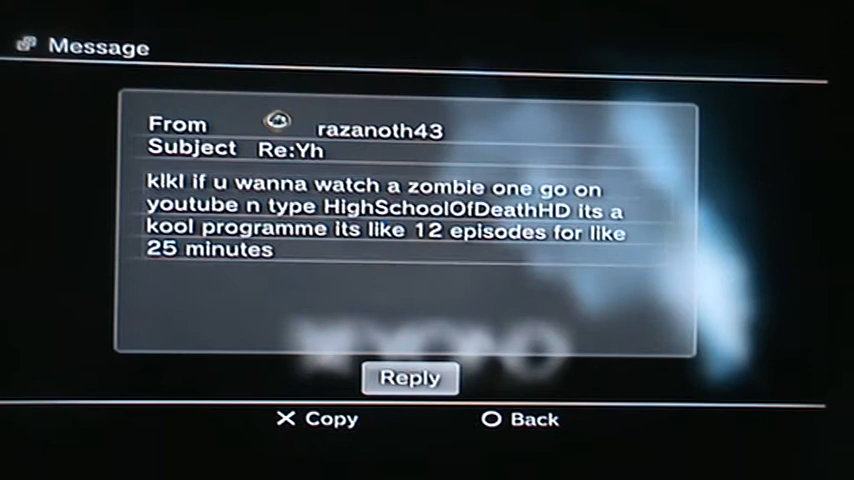 Message
From razanoth43
Subject Re:Yh
klkl if u wanna watch a zombie one go on
youtube n type HighSchoolOfDeathHD its a
kool programme its like 12 episodes for like
25 minutes
Reply
Copy
Back